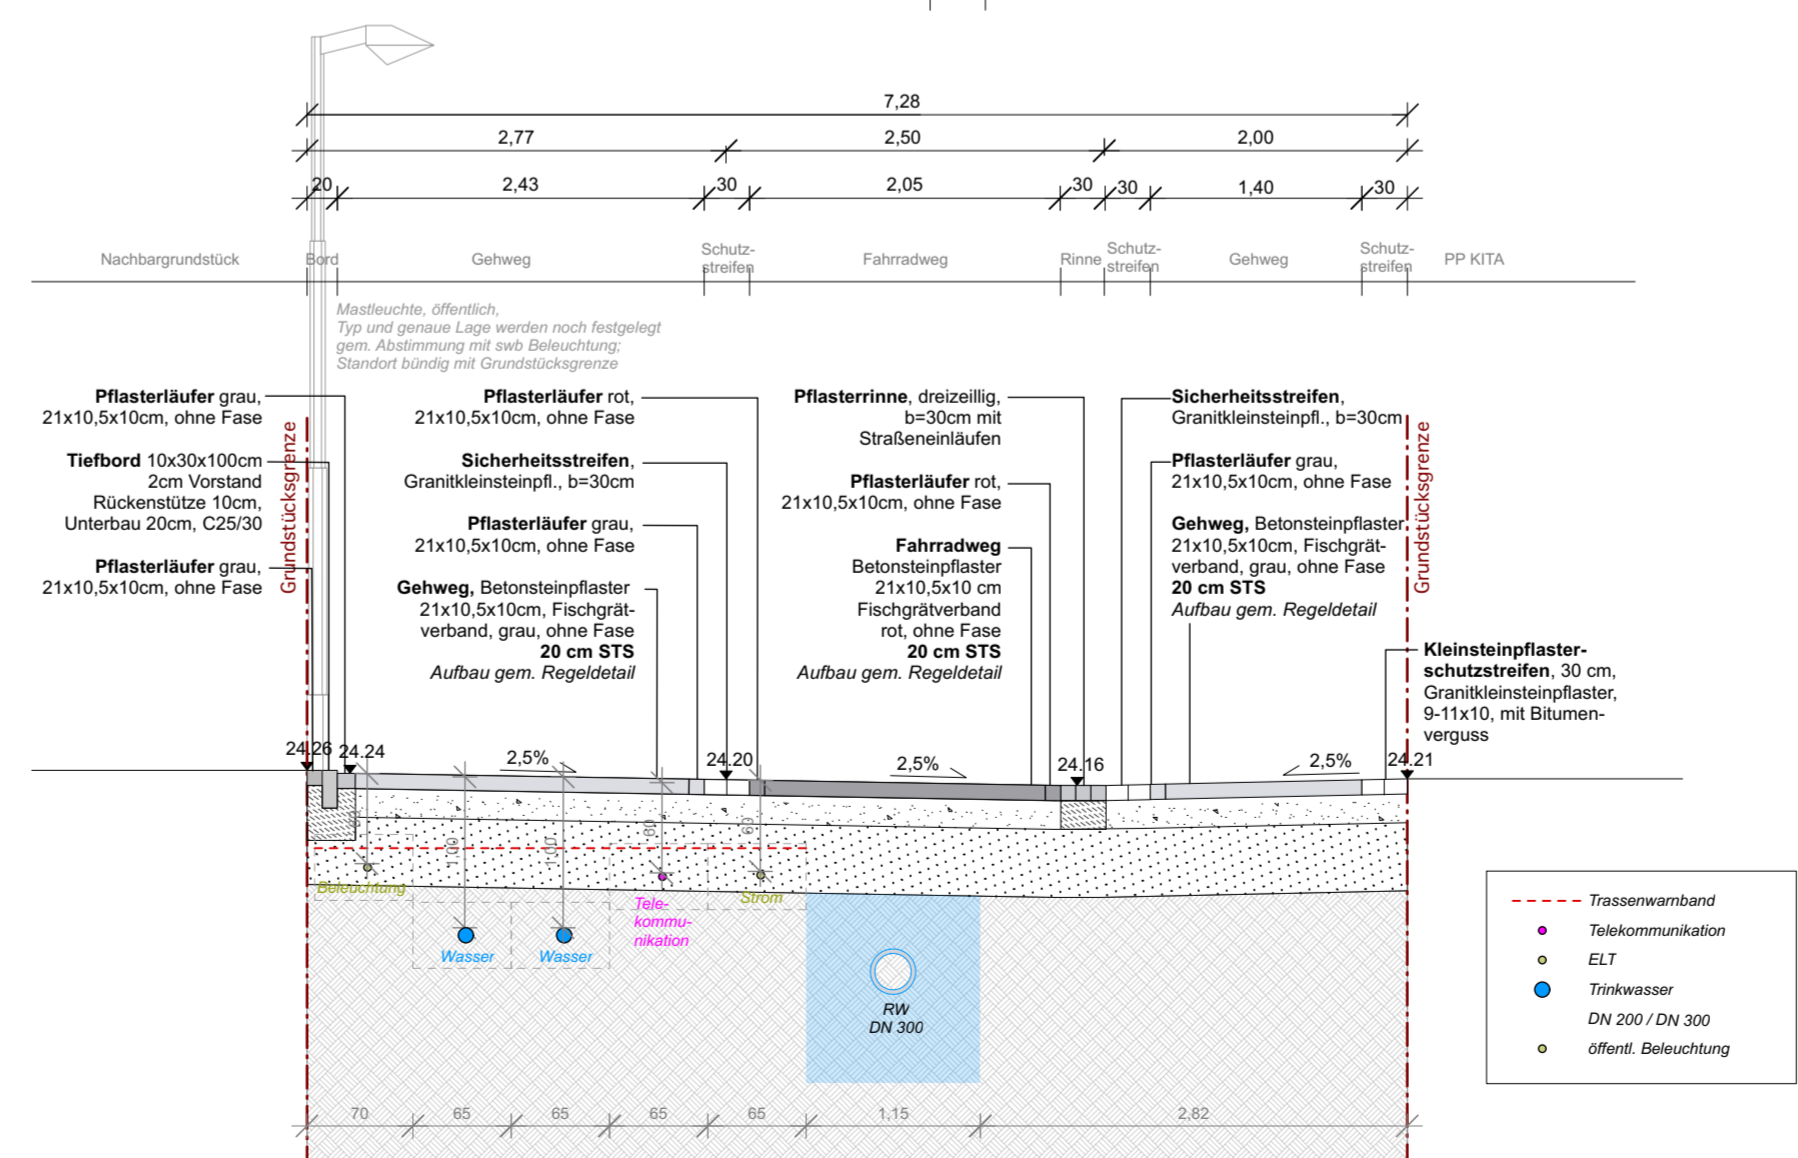 7,28
2,77
2,50
2,00
20
2,43
30
2,05
30
30
1,40
30
Nachbargrundstück
Bord
Gehweg
Schutz-
streifen
Fahrradweg
Rinne
Schutz-
streifen
Gehweg
Schutz-
streifen
PP KITA
Mastleuchte, öffentlich,
Typ und genaue Lage werden noch festgelegt
gem. Abstimmung mit swb Beleuchtung;
Standort bündig mit Grundstücksgrenze
Pflasterläufer grau,
21x10,5x10cm, ohne Fase
Tiefbord 10x30x100cm
2cm Vorstand
Rückenstütze 10cm,
Unterbau 20cm, C25/30
Pflasterläufer grau,
21x10,5x10cm, ohne Fase
Grundstücksgrenze
Pflasterläufer rot,
21x10,5x10cm, ohne Fase
Sicherheitsstreifen,
Granitkleinsteinpfl., b=30cm
Pflasterläufer grau,
21x10,5x10cm, ohne Fase
Gehweg, Betonsteinpflaster
21x10,5x10cm, Fischgrät-
verband, grau, ohne Fase
20 cm STS
Aufbau gem. Regeldetail
Pflasterrinne, dreizeillig,
b=30cm mit
Straßeneinläufen
Pflasterläufer rot,
21x10,5x10cm, ohne Fase
Fahrradweg
Betonsteinpflaster
21x10,5x10 cm
Fischgrätverband
rot, ohne Fase
20 cm STS
Aufbau gem. Regeldetail
Sicherheitsstreifen,
Granitkleinsteinpfl., b=30cm
Pflasterläufer grau,
21x10,5x10cm, ohne Fase
Gehweg, Betonsteinpflaster
21x10,5x10cm, Fischgrät-
verband, grau, ohne Fase
20 cm STS
Aufbau gem. Regeldetail
Grundstücksgrenze
Kleinsteinpflaster-
schutzstreifen, 30 cm,
Granitkleinsteinpflaster,
9-11x10, mit Bitumen-
verguss
24.26
24.24
2,5%
24.20
2,5%
24.16
2,5%
24.21
60
1,00
1,00
80
60
Beleuchtung
Wasser
Wasser
Tele-
kommu-
nikation
Strom
RW
DN 300
Trassenwarnband
Telekommunikation
ELT
Trinkwasser
DN 200 / DN 300
öffentl. Beleuchtung
70
65
65
65
65
1,15
2,82